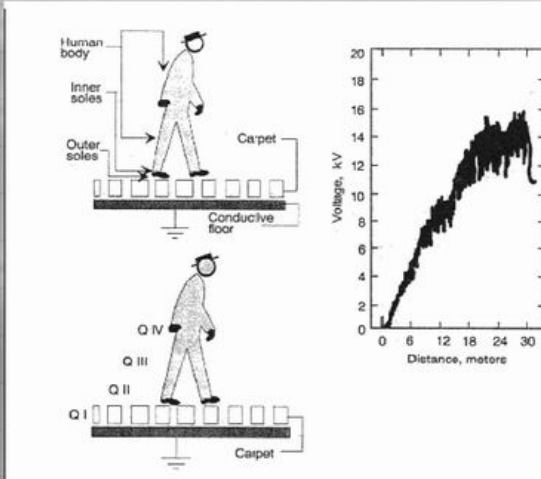 Human
body
Inner
soles
Outer
soles
Carpet
Conductive
floor
Q IV
Q III
Q II
Q I
Carpet
Voltage, kV
20
18
16
14
12
10
8
6
4
2
0
0 6 12 18 24 30
Distance, meters